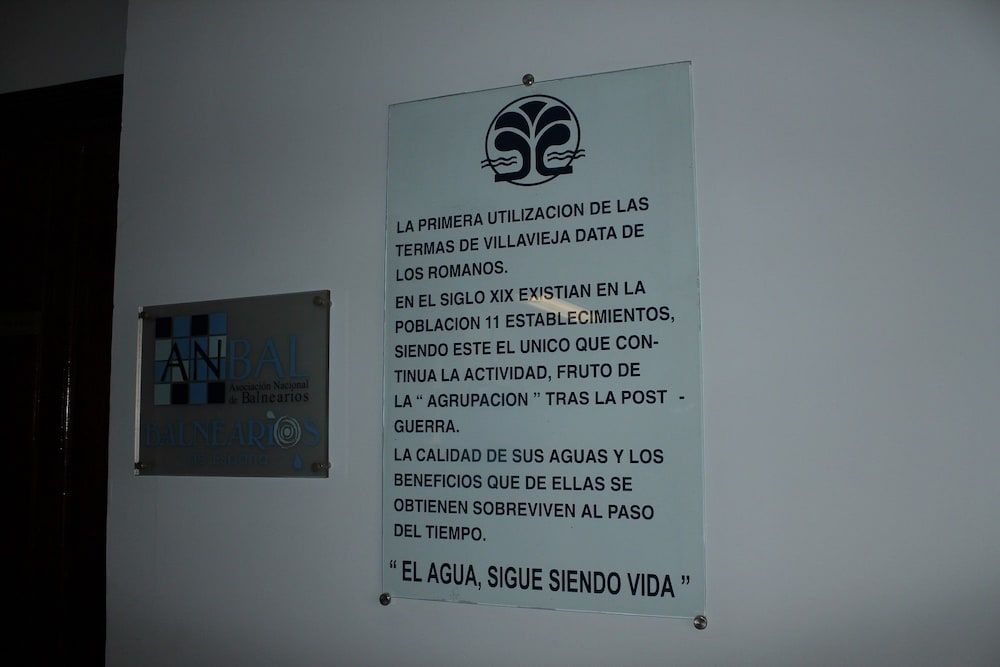 LA PRIMERA UTILIZACION DE LAS
TERMAS DE VILLAVIEJA DATA DE
LOS ROMANOS.
EN EL SIGLO XIX EXISTIAN EN LA
POBLACION 11 ESTABLECIMIENTOS,
SIENDO ESTE EL UNICO QUE CON-
TINUA LA ACTIVIDAD, FRUTO DE
LA “ AGRUPACION ” TRAS LA POST -
GUERRA.
LA CALIDAD DE SUS AGUAS Y LOS
BENEFICIOS QUE DE ELLAS SE
OBTIENEN SOBREVIVEN AL PASO
DEL TIEMPO.
“ EL AGUA, SIGUE SIENDO VIDA ”
ANBAL
Asociación Nacional
de Balnearios
BALNEARIOS
de España